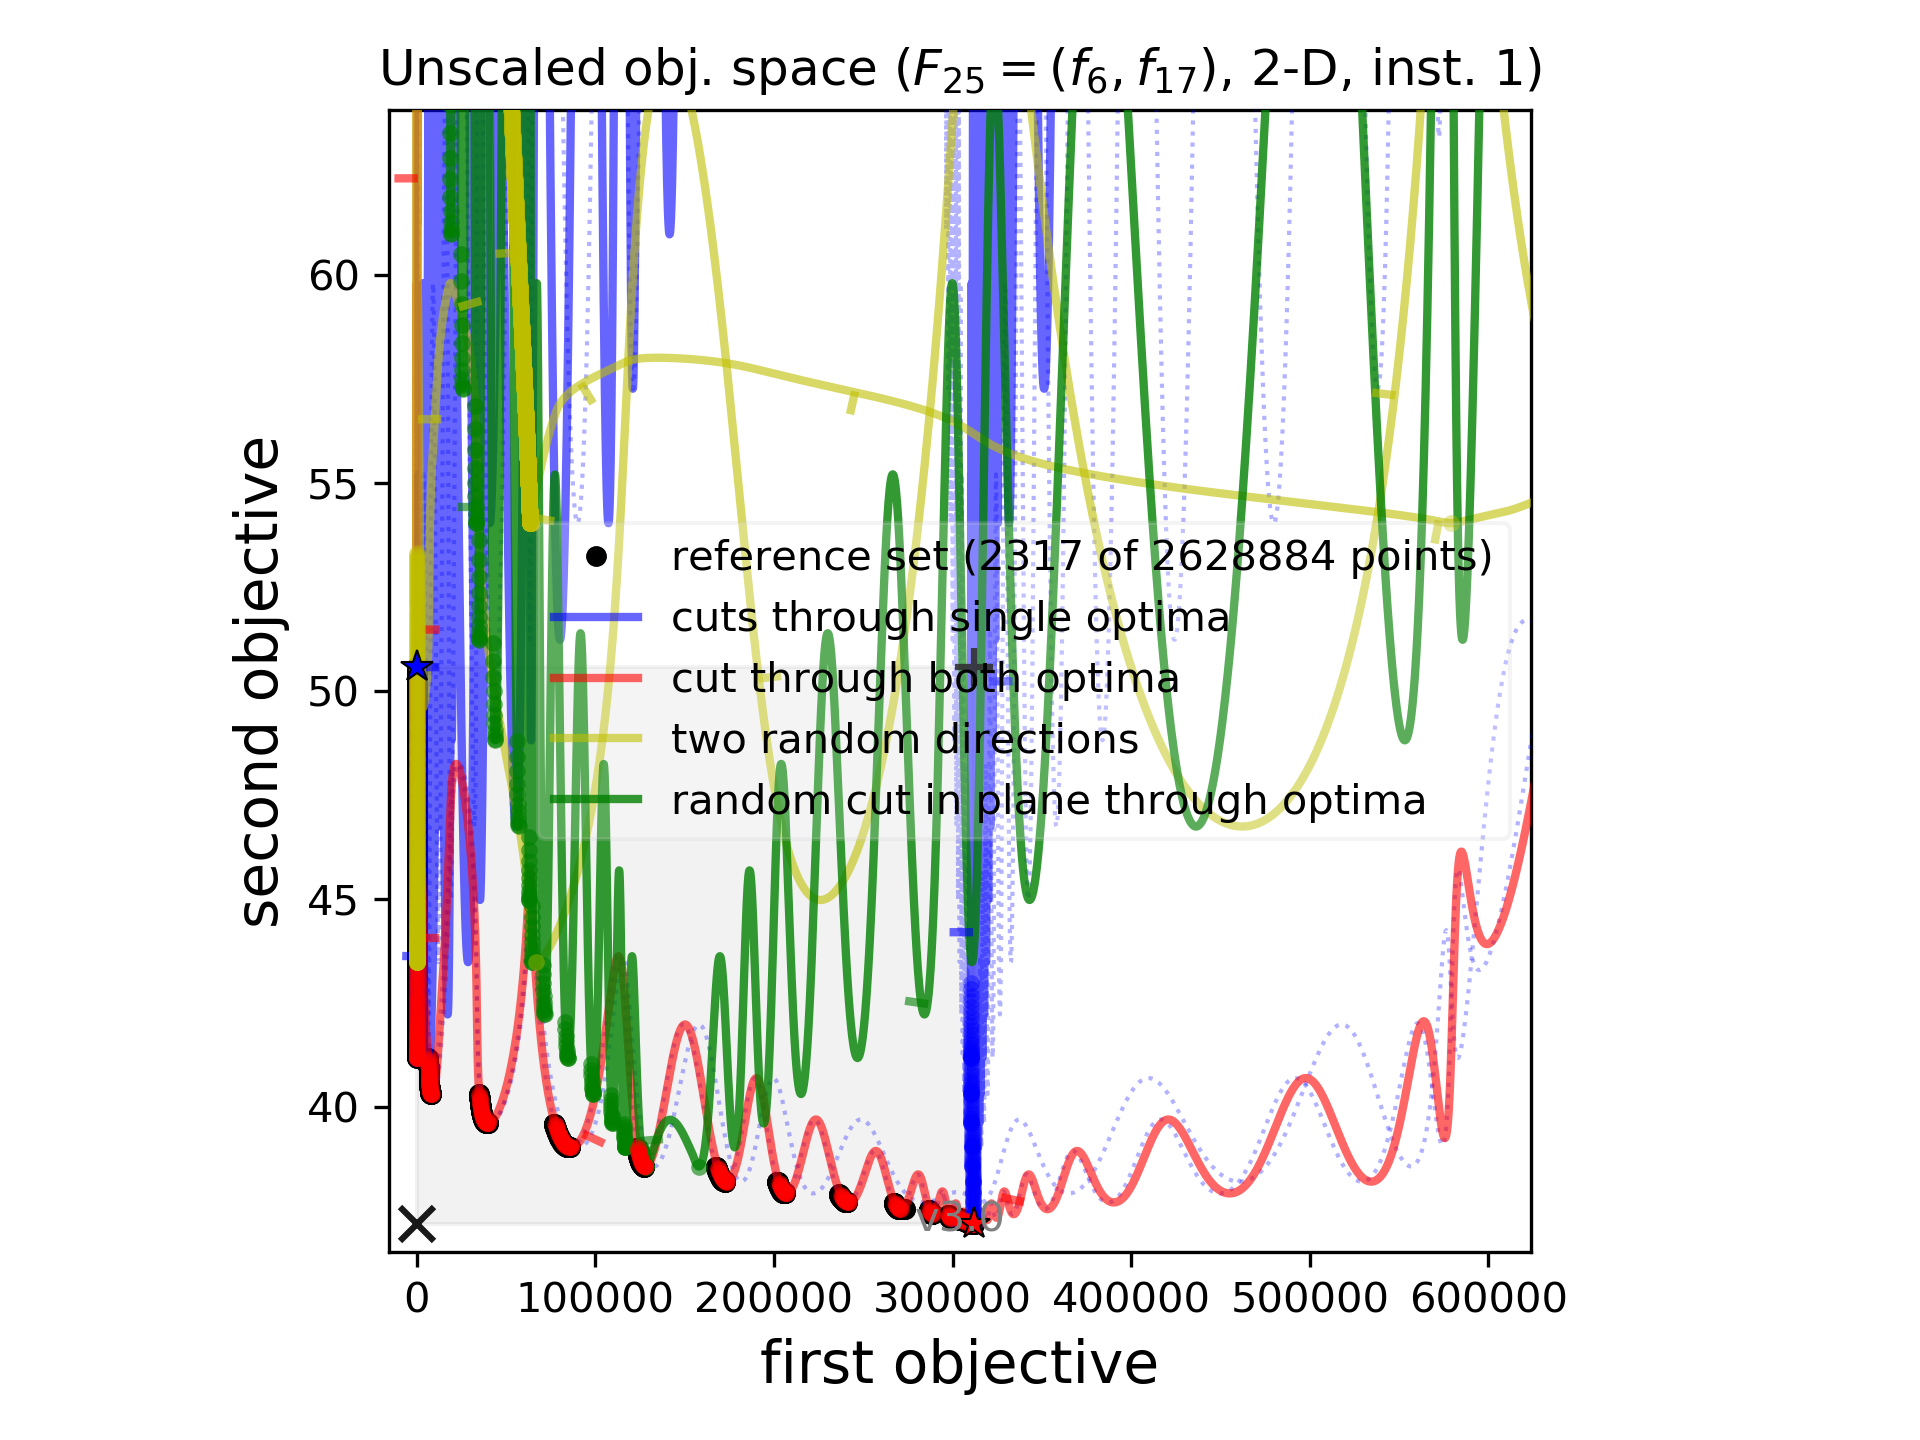 Unscaled obj. space (F₂₅ = (f₆, f₁₇), 2-D, inst. 1)
60
55
50
45
40
second objective
reference set (2317 of 2628884 points)
cuts through single optima
cut through both optima
two random directions
random cut in plane through optima
v3.0
0 100000 200000 300000 400000 500000 600000
first objective